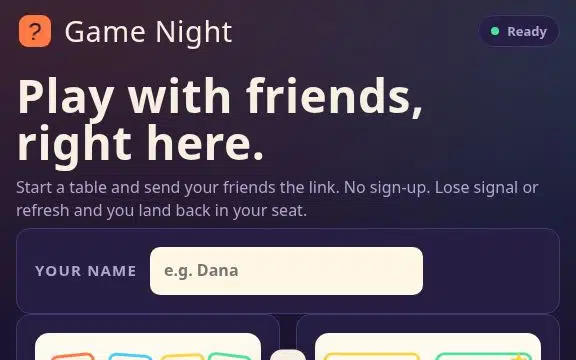 ? Game Night
Ready
Play with friends,
right here.
Start a table and send your friends the link. No sign-up. Lose signal or
refresh and you land back in your seat.
YOUR NAME
e.g. Dana